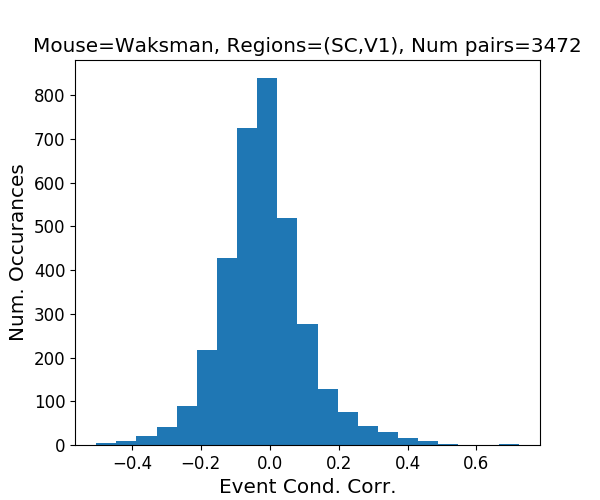 Mouse=Waksman, Regions=(SC,V1), Num pairs=3472
800
700
600
500
400
300
200
100
0
Num. Occurances
−0.4 −0.2 0.0 0.2 0.4 0.6
Event Cond. Corr.